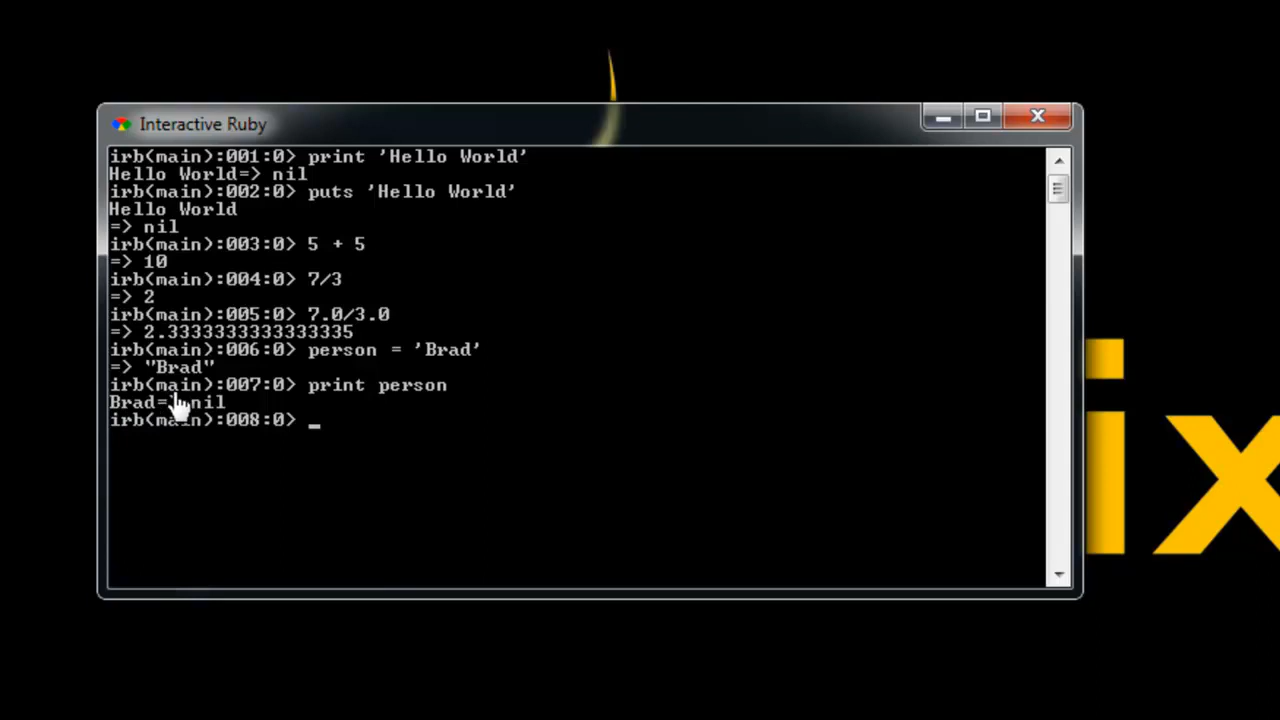 Interactive Ruby
irb(main):001:0> print 'Hello World'
Hello World=> nil
irb(main):002:0> puts 'Hello World'
Hello World
=> nil
irb(main):003:0> 5 + 5
=> 10
irb(main):004:0> 7/3
=> 2
irb(main):005:0> 7.0/3.0
=> 2.3333333333333335
irb(main):006:0> person = 'Brad'
=> "Brad"
irb(main):007:0> print person
Brad=> nil
irb(main):008:0> _
ix